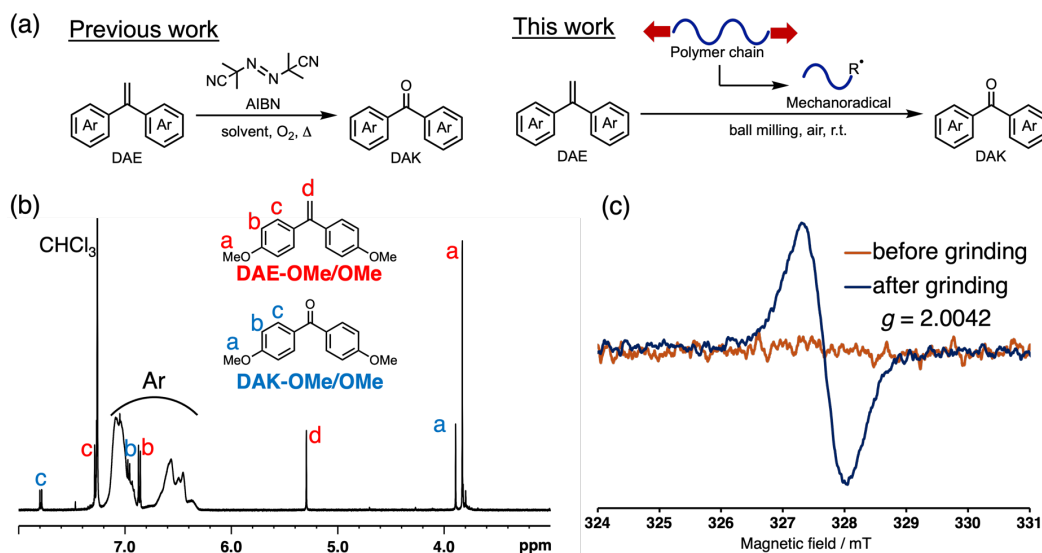 (a)
Previous work
NC
CN
N=N
AIBN
solvent, O2, Δ
Ar
Ar
DAE
O
Ar
Ar
DAK
This work
Polymer chain
R•
Mechanoradical
ball milling, air, r.t.
Ar
Ar
DAE
O
Ar
Ar
DAK
(b)
CHCl3
d
c
b
a
MeO
OMe
DAE-OMe/OMe
O
c
b
a
MeO
OMe
DAK-OMe/OMe
Ar
c
c
b
b
d
a
a
7.0
6.0
5.0
4.0
ppm
(c)
before grinding
after grinding
g = 2.0042
324
325
326
327
328
329
330
331
Magnetic field / mT